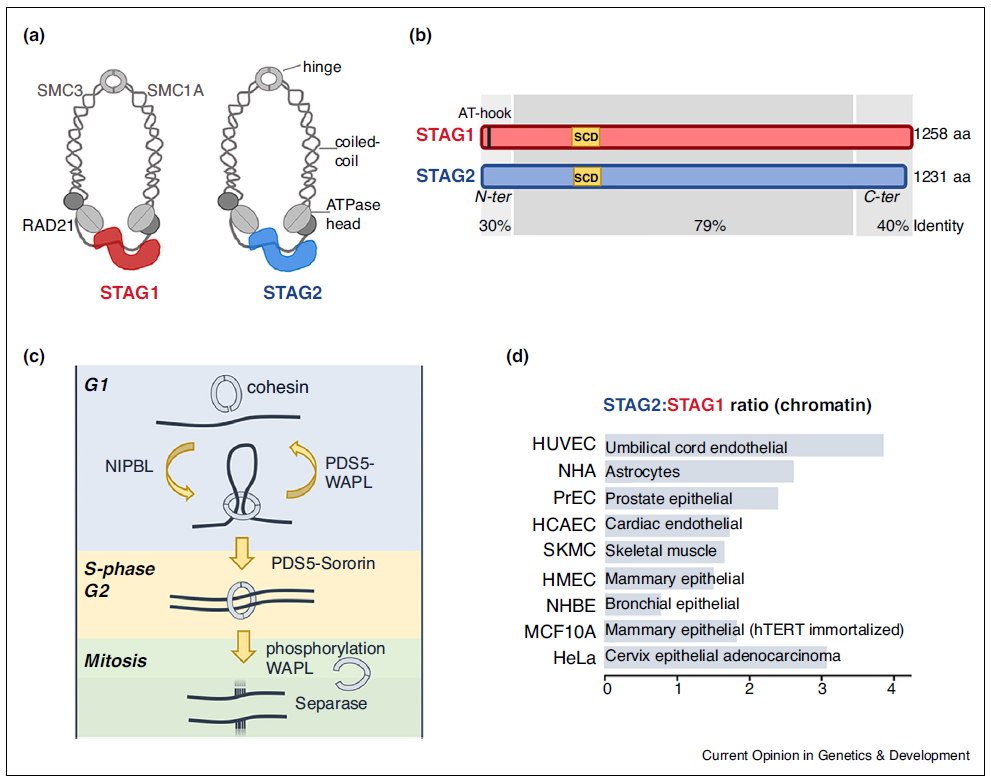 (a)
hinge
SMC3
SMC1A
coiled-
coil
RAD21
ATPase
head
STAG1
STAG2
(b)
AT-hook
STAG1
SCD
1258 aa
STAG2
SCD
1231 aa
N-ter
C-ter
30%
79%
40%
Identity
(c)
G1
cohesin
NIPBL
PDS5-
WAPL
S-phase
G2
PDS5-Sororin
Mitosis
phosphorylation
WAPL
Separase
(d)
STAG2:STAG1 ratio (chromatin)
HUVEC Umbilical cord endothelial
NHA Astrocytes
PrEC Prostate epithelial
HCAEC Cardiac endothelial
SKMC Skeletal muscle
HMEC Mammary epithelial
NHBE Bronchial epithelial
MCF10A Mammary epithelial (hTERT immortalized)
HeLa Cervix epithelial adenocarcinoma
0 1 2 3 4
Current Opinion in Genetics & Development